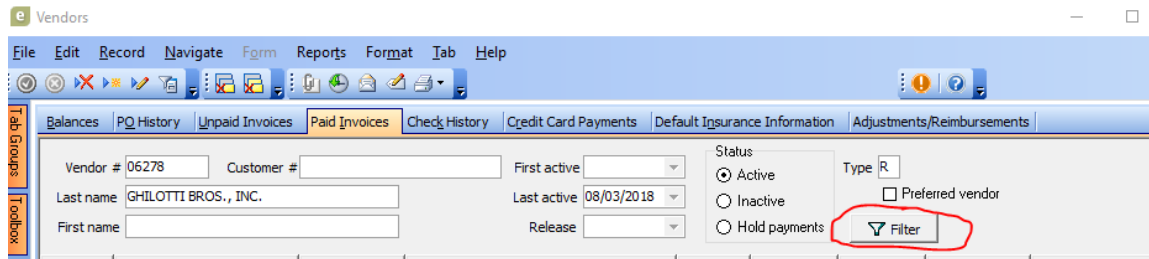 e Vendors
File Edit Record Navigate Form Reports Format Tab Help
Tab Groups
Toolbox
Balances PO History Unpaid Invoices Paid Invoices Check History Credit Card Payments Default Insurance Information Adjustments/Reimbursements
Vendor # 06278 Customer # First active Status Type R
Active
Last name GHILOTTI BROS., INC. Last active 08/03/2018 Inactive Preferred vendor
First name Release Hold payments Filter